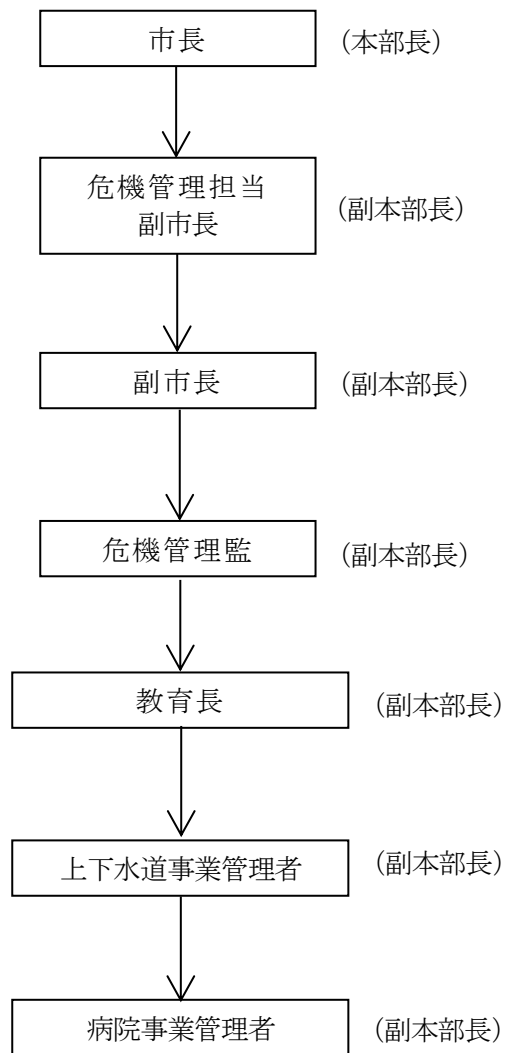 市長 (本部長)
危機管理担当
副市長
(副本部長)
副市長 (副本部長)
危機管理監 (副本部長)
教育長 (副本部長)
上下水道事業管理者 (副本部長)
病院事業管理者 (副本部長)